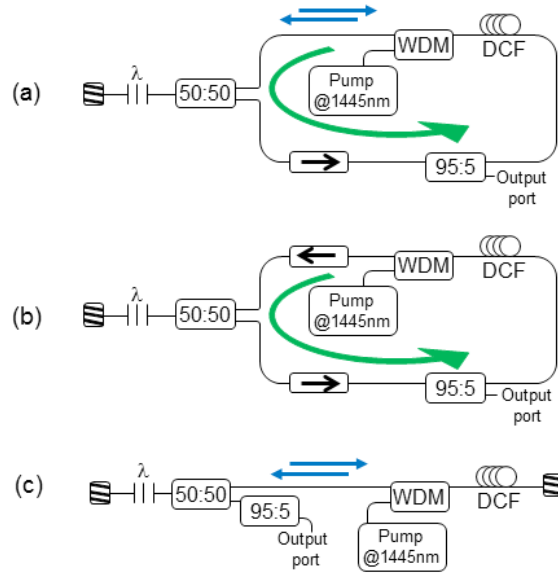 (a)
λ
50:50
WDM
DCF
Pump
@1445nm
95:5
Output
port
(b)
λ
50:50
WDM
DCF
Pump
@1445nm
95:5
Output
port
(c)
λ
50:50
WDM
DCF
95:5
Output
port
Pump
@1445nm